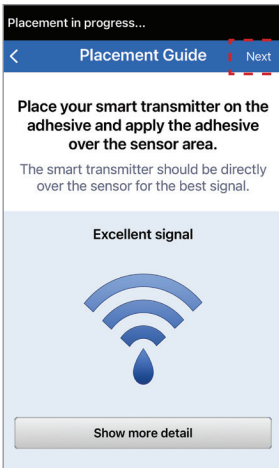 Placement in progress...
Placement Guide Next
Place your smart transmitter on the
adhesive and apply the adhesive
over the sensor area.
The smart transmitter should be directly
over the sensor for the best signal.
Excellent signal
Show more detail